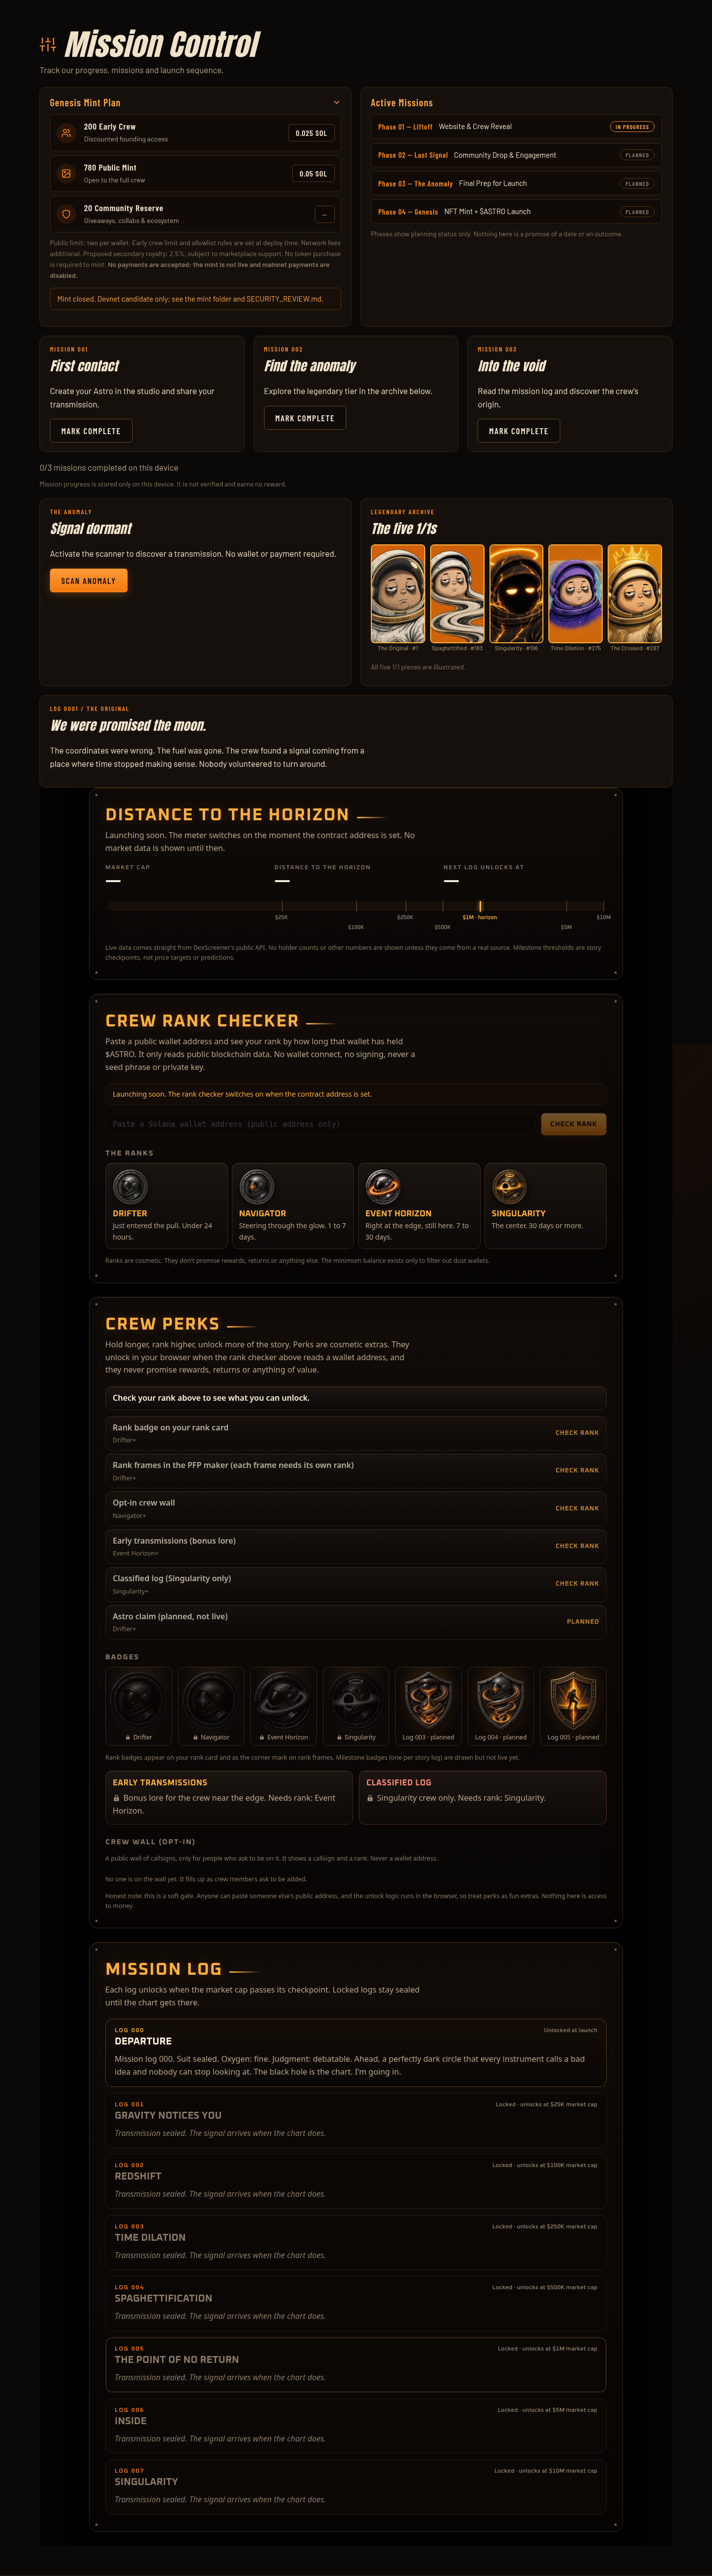 Mission Control
Track our progress, missions and launch sequence.
Genesis Mint Plan
200 Early Crew
Discounted founding access
0.025 SOL
780 Public Mint
Open to the full crew
0.05 SOL
20 Community Reserve
Giveaways, collabs & ecosystem
—
Public limit: two per wallet. Early crew limit and allowlist rules are set at deploy time. Network fees
additional. Proposed secondary royalty: 2.5%, subject to marketplace support. No token purchase
is required to mint. No payments are accepted: the mint is not live and mainnet payments are
disabled.
Mint closed. Devnet candidate only; see the mint folder and SECURITY_REVIEW.md.
Active Missions
Phase 01 — Liftoff Website & Crew Reveal IN PROGRESS
Phase 02 — Last Signal Community Drop & Engagement PLANNED
Phase 03 — The Anomaly Final Prep for Launch PLANNED
Phase 04 — Genesis NFT Mint + $ASTRO Launch PLANNED
Phases show planning status only. Nothing here is a promise of a date or an outcome.
MISSION 001
First contact
Create your Astro in the studio and share your
transmission.
MARK COMPLETE
MISSION 002
Find the anomaly
Explore the legendary tier in the archive below.
MARK COMPLETE
MISSION 003
Into the void
Read the mission log and discover the crew's
origin.
MARK COMPLETE
0/3 missions completed on this device
Mission progress is stored only on this device. It is not verified and earns no reward.
THE ANOMALY
Signal dormant
Activate the scanner to discover a transmission. No wallet or payment required.
SCAN ANOMALY
LEGENDARY ARCHIVE
The five 1/1s
The Original · #1
Spaghettified · #183
Singularity · #196
Time Dilation · #275
The Crossed · #287
All five 1/1 pieces are illustrated.
LOG 0001 / THE ORIGINAL
We were promised the moon.
The coordinates were wrong. The fuel was gone. The crew found a signal coming from a
place where time stopped making sense. Nobody volunteered to turn around.
DISTANCE TO THE HORIZON
Launching soon. The meter switches on the moment the contract address is set. No
market data is shown until then.
MARKET CAP
—
DISTANCE TO THE HORIZON
—
NEXT LOG UNLOCKS AT
—
$25K $250K $1M · horizon $10M
$100K $500K $5M
Live data comes straight from DexScreener's public API. No holder counts or other numbers are shown unless they come from a real source. Milestone thresholds are story
checkpoints, not price targets or predictions.
CREW RANK CHECKER
Paste a public wallet address and see your rank by how long that wallet has held
$ASTRO. It only reads public blockchain data. No wallet connect, no signing, never a
seed phrase or private key.
Launching soon. The rank checker switches on when the contract address is set.
Paste a Solana wallet address (public address only)
CHECK RANK
THE RANKS
DRIFTER
Just entered the pull. Under 24
hours.
NAVIGATOR
Steering through the glow. 1 to 7
days.
EVENT HORIZON
Right at the edge, still here. 7 to
30 days.
SINGULARITY
The center. 30 days or more.
Ranks are cosmetic. They don't promise rewards, returns or anything else. The minimum balance exists only to filter out dust wallets.
CREW PERKS
Hold longer, rank higher, unlock more of the story. Perks are cosmetic extras. They
unlock in your browser when the rank checker above reads a wallet address, and
they never promise rewards, returns or anything of value.
Check your rank above to see what you can unlock.
Rank badge on your rank card
Drifter+
CHECK RANK
Rank frames in the PFP maker (each frame needs its own rank)
Drifter+
CHECK RANK
Opt-in crew wall
Navigator+
CHECK RANK
Early transmissions (bonus lore)
Event Horizon+
CHECK RANK
Classified log (Singularity only)
Singularity+
CHECK RANK
Astro claim (planned, not live)
Drifter+
PLANNED
BADGES
Drifter
Navigator
Event Horizon
Singularity
Log 003 · planned
Log 004 · planned
Log 005 · planned
Rank badges appear on your rank card and as the corner mark on rank frames. Milestone badges (one per story log) are drawn but not live yet.
EARLY TRANSMISSIONS
Bonus lore for the crew near the edge. Needs rank: Event
Horizon.
CLASSIFIED LOG
Singularity crew only. Needs rank: Singularity.
CREW WALL (OPT-IN)
A public wall of callsigns, only for people who ask to be on it. It shows a callsign and a rank. Never a wallet address.
No one is on the wall yet. It fills up as crew members ask to be added.
Honest note: this is a soft gate. Anyone can paste someone else's public address, and the unlock logic runs in the browser, so treat perks as fun extras. Nothing here is access
to money.
MISSION LOG
Each log unlocks when the market cap passes its checkpoint. Locked logs stay sealed
until the chart gets there.
LOG 000 Unlocked at launch
DEPARTURE
Mission log 000. Suit sealed. Oxygen: fine. Judgment: debatable. Ahead, a perfectly dark circle that every instrument calls a bad
idea and nobody can stop looking at. The black hole is the chart. I'm going in.
LOG 001 Locked · unlocks at $25K market cap
GRAVITY NOTICES YOU
Transmission sealed. The signal arrives when the chart does.
LOG 002 Locked · unlocks at $100K market cap
REDSHIFT
Transmission sealed. The signal arrives when the chart does.
LOG 003 Locked · unlocks at $250K market cap
TIME DILATION
Transmission sealed. The signal arrives when the chart does.
LOG 004 Locked · unlocks at $500K market cap
SPAGHETTIFICATION
Transmission sealed. The signal arrives when the chart does.
LOG 005 Locked · unlocks at $1M market cap
THE POINT OF NO RETURN
Transmission sealed. The signal arrives when the chart does.
LOG 006 Locked · unlocks at $5M market cap
INSIDE
Transmission sealed. The signal arrives when the chart does.
LOG 007 Locked · unlocks at $10M market cap
SINGULARITY
Transmission sealed. The signal arrives when the chart does.